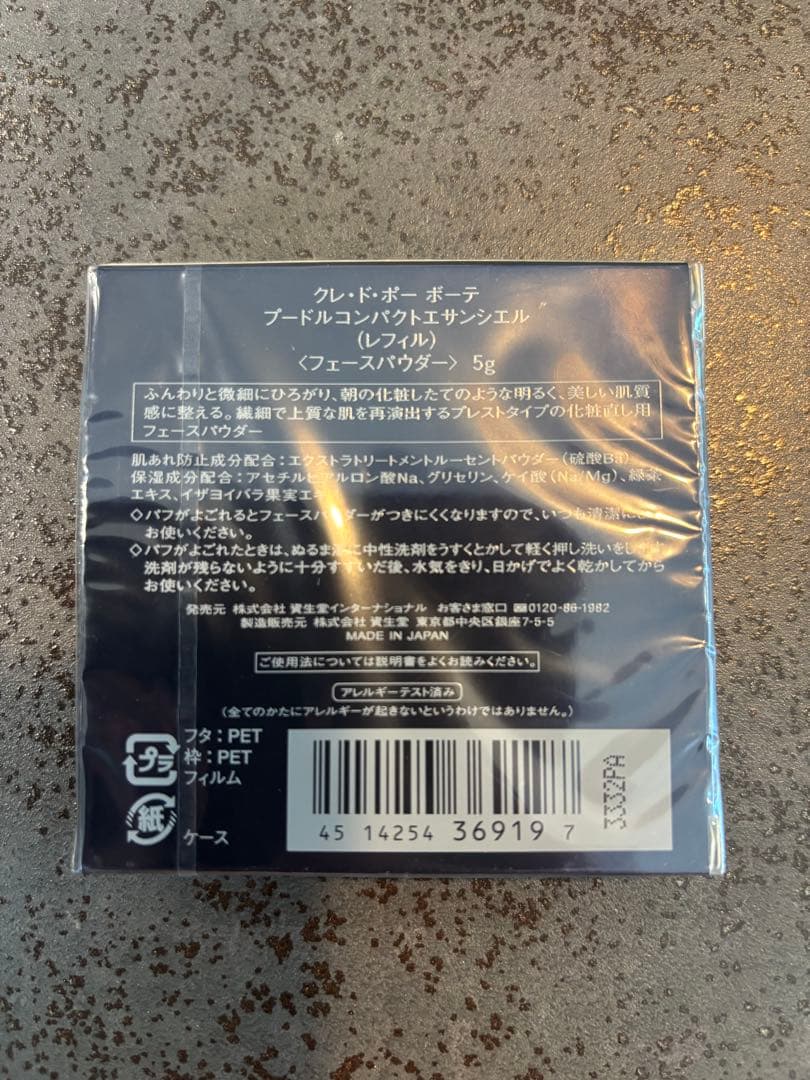 クレ・ド・ポー ボーテ
プードルコンパクトエサンシエル
(レフィル)
〈フェースパウダー〉 5g
ふんわりと微細にひろがり、朝の化粧したてのような明るく、美しい肌質
感に整える。繊細で上質な肌を再演出するプレストタイプの化粧直し用
フェースパウダー
肌あれ防止成分配合：エクストラトリートメントルーセントパウダー(硫酸Ba)
保湿成分配合：アセチルヒアルロン酸Na、グリセリン、ケイ酸(Na/Mg)、緑茶
エキス、イザヨイバラ果実エキ
◇パフがよごれるとフェースパウダーがつきにくくなりますので、いつも清潔に
お使いください。
◇パフがよごれたときは、ぬるま湯に中性洗剤をうすくとかして軽く押し洗いをし
洗剤が残らないように十分すすいだ後、水気をきり、日かげでよく乾かしてから
お使いください。
発売元 株式会社 資生堂インターナショナル お客さま窓口 0120-86-1982
製造販売元 株式会社 資生堂 東京都中央区銀座7-5-5
MADE IN JAPAN
ご使用法については説明書をよくお読みください。
アレルギーテスト済み
(全てのかたにアレルギーが起きないというわけではありません。)
プラ
フタ：PET
枠：PET
フィルム
紙
ケース
45 14254 36919 7
3332PA